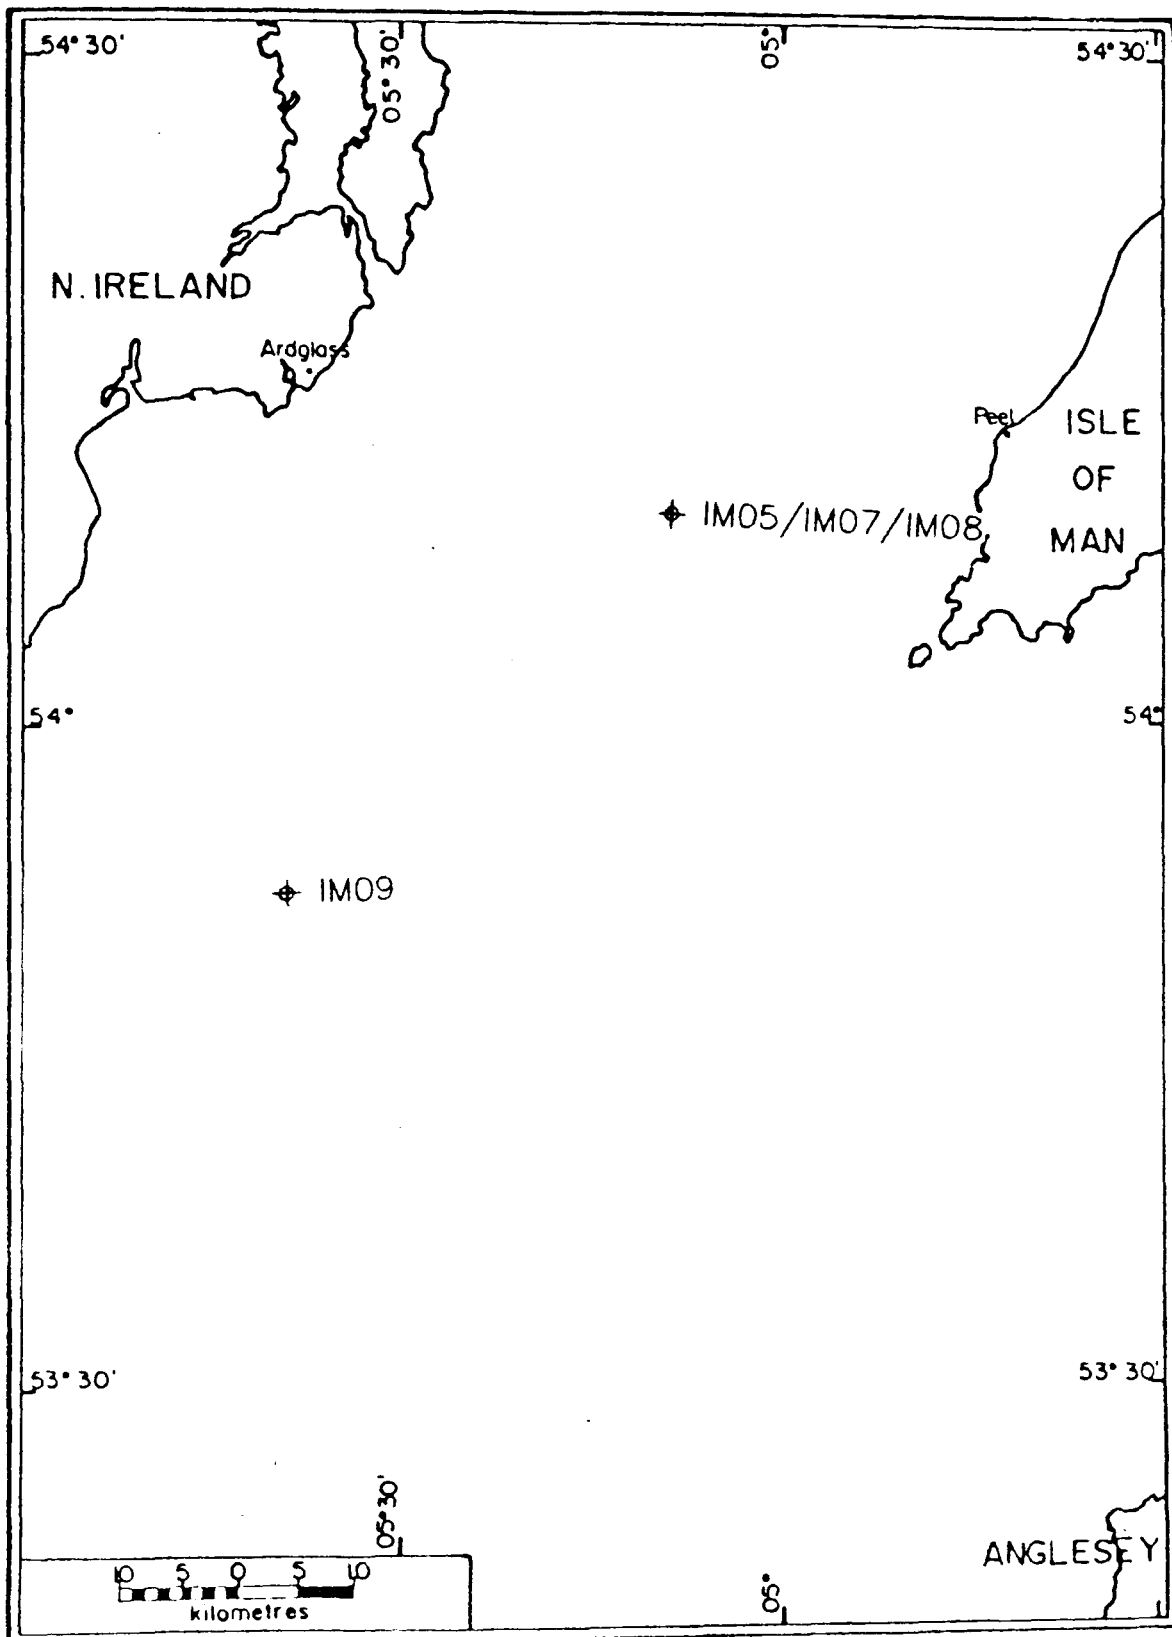 54° 30'
05° 30'
05°
54° 30'
N. IRELAND
Ardglass
Peel
ISLE
OF
MAN
IM05/IM07/IM08
54°
54°
IM09
53° 30'
53° 30'
05° 30'
05°
ANGLESEY
10 5 0 5 10
kilometres